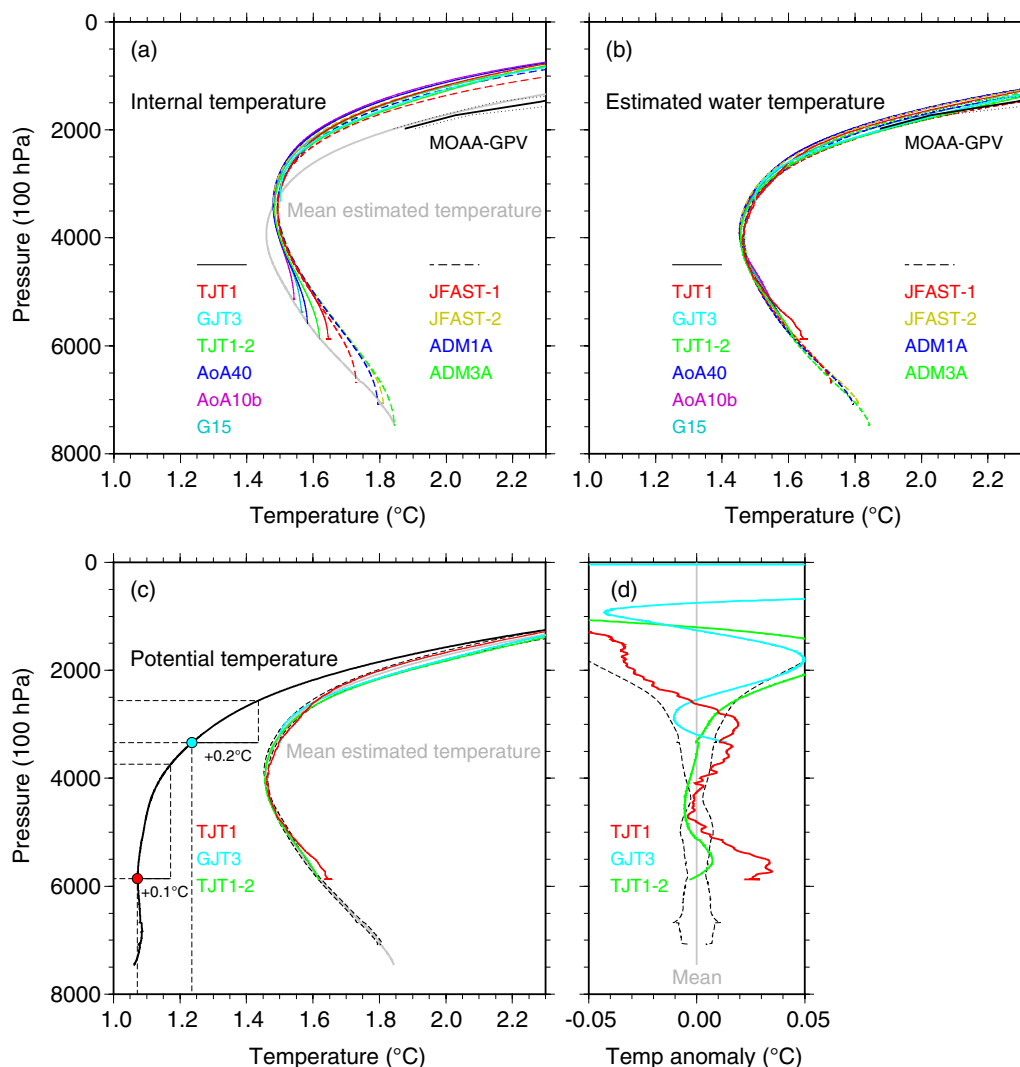 (a)
Internal temperature
MOAA-GPV
Mean estimated temperature
TJT1
GJT3
TJT1-2
AoA40
AoA10b
G15
JFAST-1
JFAST-2
ADM1A
ADM3A
0
2000
4000
6000
8000
Pressure (100 hPa)
1.0 1.2 1.4 1.6 1.8 2.0 2.2
Temperature (°C)
(b)
Estimated water temperature
MOAA-GPV
TJT1
GJT3
TJT1-2
AoA40
AoA10b
G15
JFAST-1
JFAST-2
ADM1A
ADM3A
1.0 1.2 1.4 1.6 1.8 2.0 2.2
Temperature (°C)
(c)
Potential temperature
Mean estimated temperature
+0.2°C
+0.1°C
TJT1
GJT3
TJT1-2
0
2000
4000
6000
8000
Pressure (100 hPa)
1.0 1.2 1.4 1.6 1.8 2.0 2.2
Temperature (°C)
(d)
TJT1
GJT3
TJT1-2
Mean
-0.05 0.00 0.05
Temp anomaly (°C)